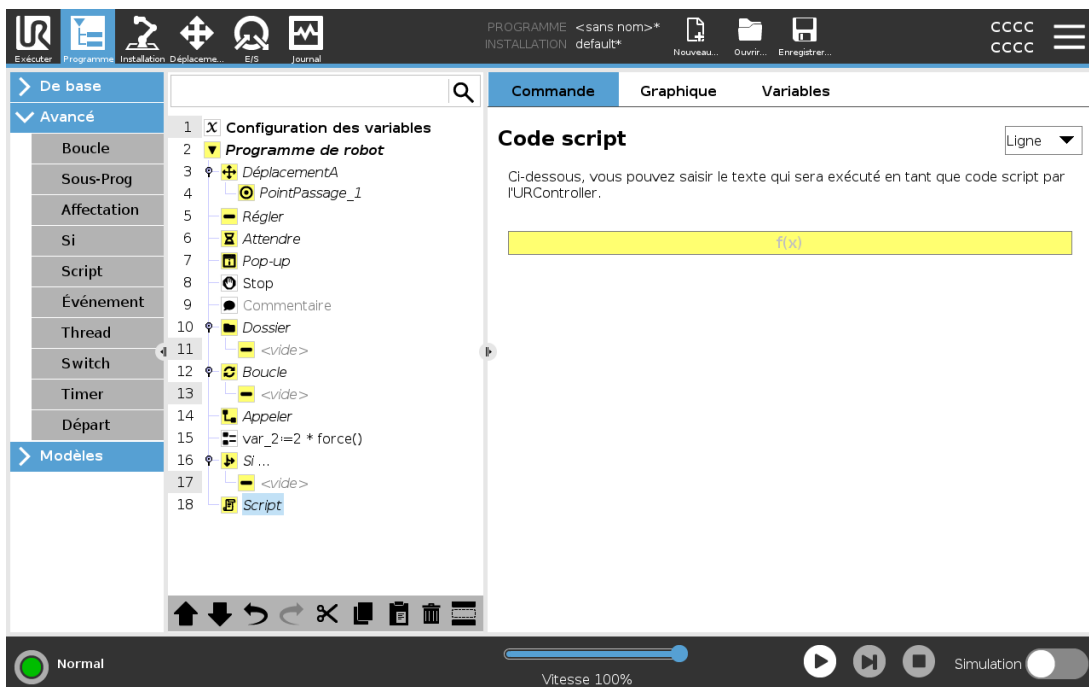 PROGRAMME <sans nom>*
INSTALLATION default*
CCCC
CCCC
Exécuter Programme Installation Déplaceme... E/S Journal
Nouveau... Ouvrir... Enregistrer...
De base
Avancé
Boucle
Sous-Prog
Affectation
Si
Script
Événement
Thread
Switch
Timer
Départ
Modèles
1 x Configuration des variables
2 Programme de robot
3 DéplacementA
4 PointPassage_1
5 Régler
6 Attendre
7 Pop-up
8 Stop
9 Commentaire
10 Dossier
11 <vide>
12 Boucle
13 <vide>
14 Appeler
15 var_2:=2 * force()
16 Si ...
17 <vide>
18 Script
Commande Graphique Variables
Code script
Ligne
Ci-dessous, vous pouvez saisir le texte qui sera exécuté en tant que code script par
l'URController.
f(x)
Normal
Vitesse 100%
Simulation